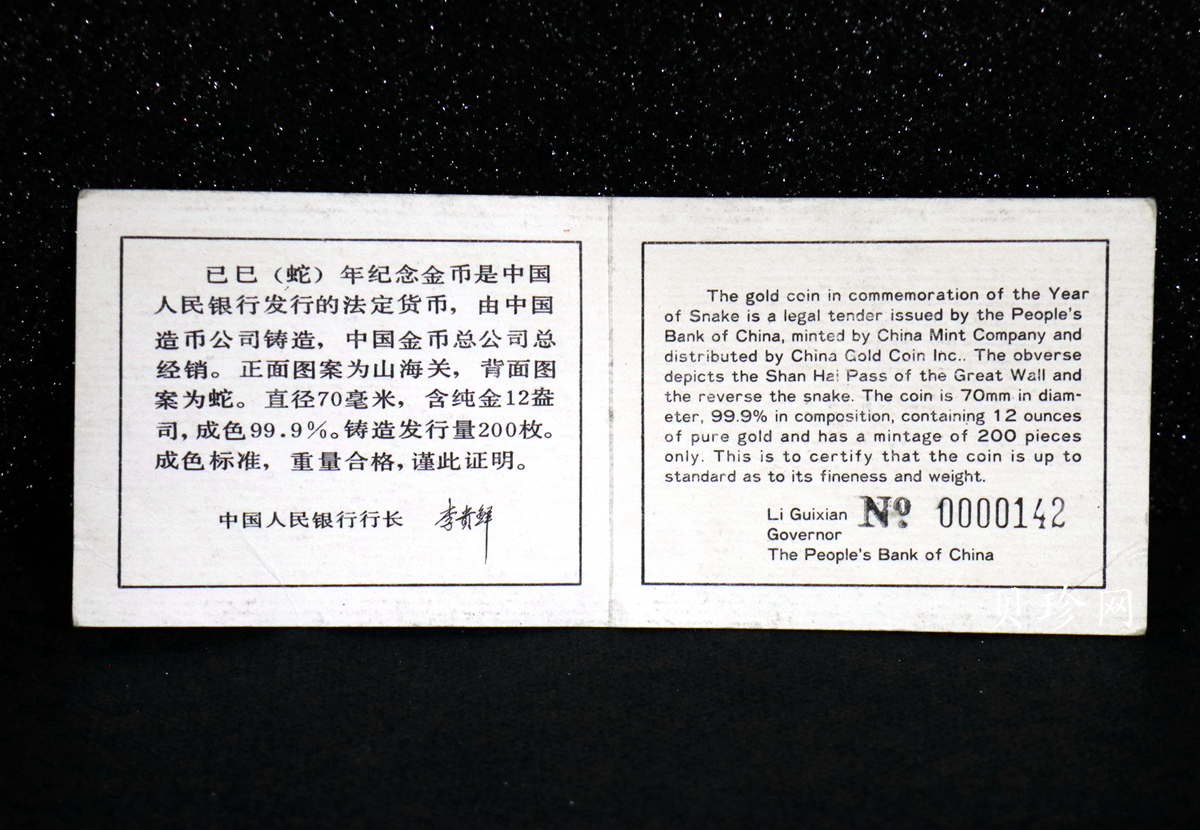 己巳（蛇）年纪念金币是中国
人民银行发行的法定货币，由中国
造币公司铸造，中国金币总公司总
经销。正面图案为山海关，背面图
案为蛇。直径70毫米，含纯金12盎
司，成色99.9%。铸造发行量200枚。
成色标准，重量合格，谨此证明。
中国人民银行行长 李贵鲜
The gold coin in commemoration of the Year
of Snake is a legal tender issued by the People's
Bank of China, minted by China Mint Company and
distributed by China Gold Coin Inc.. The obverse
depicts the Shan Hai Pass of the Great Wall and
the reverse the snake. The coin is 70mm in diam-
eter, 99.9% in composition, containing 12 ounces
of pure gold and has a mintage of 200 pieces
only. This is to certify that the coin is up to
standard as to its fineness and weight.
Li Guixian № 0000142
Governor
The People's Bank of China
贝珍网